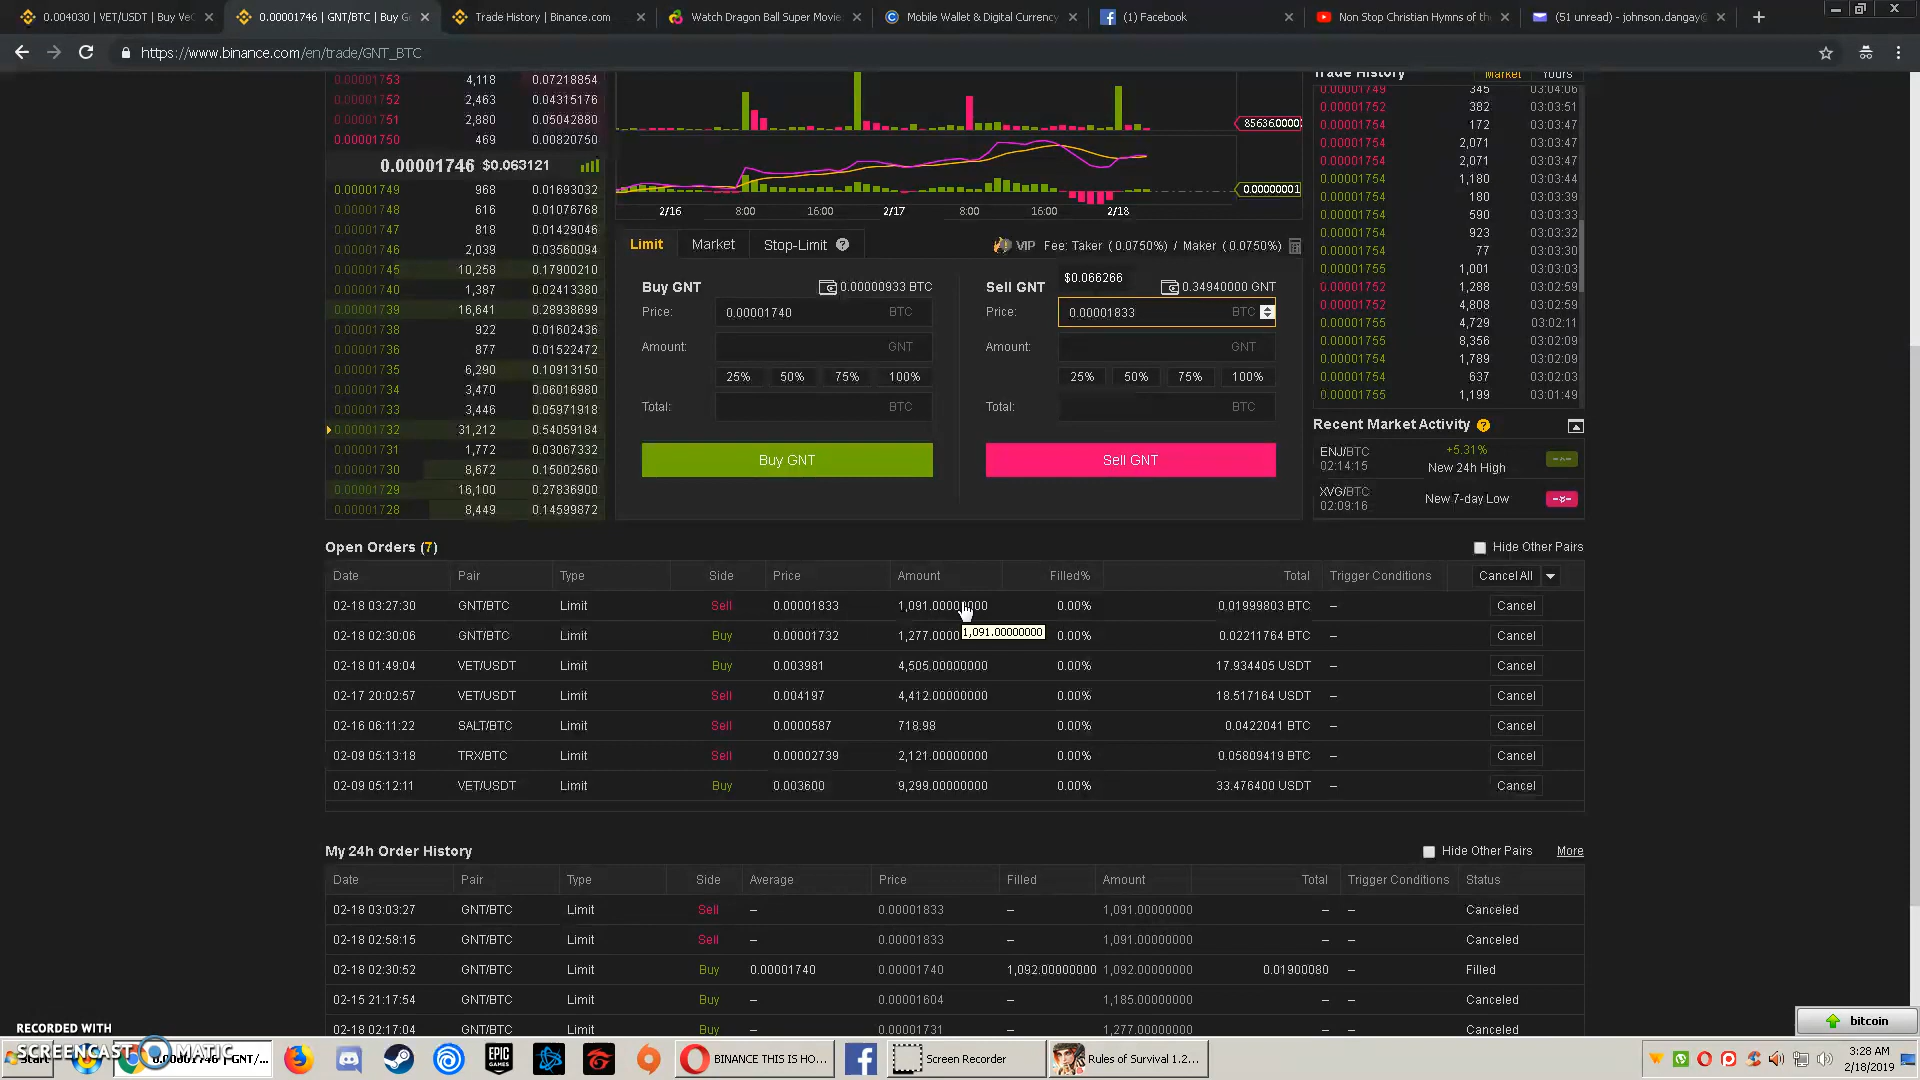 0.004030 | VET/USDT | Buy VeC
0.00001746 | GNT/BTC | Buy G
Trade History | Binance.com
Watch Dragon Ball Super Movie
Mobile Wallet & Digital Currency
(1) Facebook
Non Stop Christian Hymns of the
(51 unread) - johnson.dangay@
https://www.binance.com/en/trade/GNT_BTC
0.00001753 4,118 0.07218854
0.00001752 2,463 0.04315176
0.00001751 2,880 0.05042880
0.00001750 469 0.00820750
0.00001746 $0.063121
0.00001749 968 0.01693032
0.00001748 616 0.01076768
0.00001747 818 0.01429046
0.00001746 2,039 0.03560094
0.00001745 10,258 0.17900210
0.00001740 1,387 0.02413380
0.00001739 16,641 0.28938699
0.00001738 922 0.01602436
0.00001736 877 0.01522472
0.00001735 6,290 0.10913150
0.00001734 3,470 0.06016980
0.00001733 3,446 0.05971918
0.00001732 31,212 0.54059184
0.00001731 1,772 0.03067332
0.00001730 8,672 0.15002560
0.00001729 16,100 0.27836900
0.00001728 8,449 0.14599872
85636.0000
0.00000001
2/16 8:00 16:00 2/17 8:00 16:00 2/18
Limit Market Stop-Limit ?
VIP Fee: Taker ( 0.0750% ) / Maker ( 0.0750% )
Buy GNT 0.00000933 BTC
Price: 0.00001740 BTC
Amount: GNT
25% 50% 75% 100%
Total: BTC
Buy GNT
$0.066266
Sell GNT 0.34940000 GNT
Price: 0.00001833 BTC
Amount: GNT
25% 50% 75% 100%
Total: BTC
Sell GNT
Trade History Market Yours
0.00001749 345 03:04:06
0.00001752 382 03:03:51
0.00001754 172 03:03:47
0.00001754 2,071 03:03:47
0.00001754 2,071 03:03:47
0.00001754 1,180 03:03:44
0.00001754 180 03:03:39
0.00001754 590 03:03:33
0.00001754 923 03:03:32
0.00001754 77 03:03:30
0.00001755 1,001 03:03:03
0.00001752 1,288 03:02:59
0.00001752 4,808 03:02:59
0.00001755 4,729 03:02:11
0.00001755 8,356 03:02:09
0.00001754 1,789 03:02:09
0.00001754 637 03:02:03
0.00001755 1,199 03:01:49
Recent Market Activity ?
ENJ/BTC +5.31%
02:14:15 New 24h High
XVG/BTC New 7-day Low
02:09:16
Open Orders (7) Hide Other Pairs
Date Pair Type Side Price Amount Filled% Total Trigger Conditions Cancel All
02-18 03:27:30 GNT/BTC Limit Sell 0.00001833 1,091.00000000 0.00% 0.01999803 BTC – Cancel
02-18 02:30:06 GNT/BTC Limit Buy 0.00001732 1,277.0000 0.00% 0.02211764 BTC – Cancel
1,091.00000000
02-18 01:49:04 VET/USDT Limit Buy 0.003981 4,505.00000000 0.00% 17.934405 USDT – Cancel
02-17 20:02:57 VET/USDT Limit Sell 0.004197 4,412.00000000 0.00% 18.517164 USDT – Cancel
02-16 06:11:22 SALT/BTC Limit Sell 0.0000587 718.98 0.00% 0.0422041 BTC – Cancel
02-09 05:13:18 TRX/BTC Limit Sell 0.00002739 2,121.00000000 0.00% 0.05809419 BTC – Cancel
02-09 05:12:11 VET/USDT Limit Buy 0.003600 9,299.00000000 0.00% 33.476400 USDT – Cancel
My 24h Order History Hide Other Pairs More
Date Pair Type Side Average Price Filled Amount Total Trigger Conditions Status
02-18 03:03:27 GNT/BTC Limit Sell – 0.00001833 – 1,091.00000000 – – Canceled
02-18 02:58:15 GNT/BTC Limit Sell – 0.00001833 – 1,091.00000000 – – Canceled
02-18 02:30:52 GNT/BTC Limit Buy 0.00001740 0.00001740 1,092.00000000 1,092.00000000 0.01900080 – Filled
02-15 21:17:54 GNT/BTC Limit Buy – 0.00001604 – 1,185.00000000 – – Canceled
02-18 02:17:04 GNT/BTC Limit Buy – 0.00001731 – 1,277.00000000 – – Canceled
bitcoin
RECORDED WITH
SCREENCAST MATIC
Start
0.00001746 | GNT/...
EPIC GAMES
BINANCE THIS IS HO...
Screen Recorder
Rules of Survival 1.2...
3:28 AM
2/18/2019